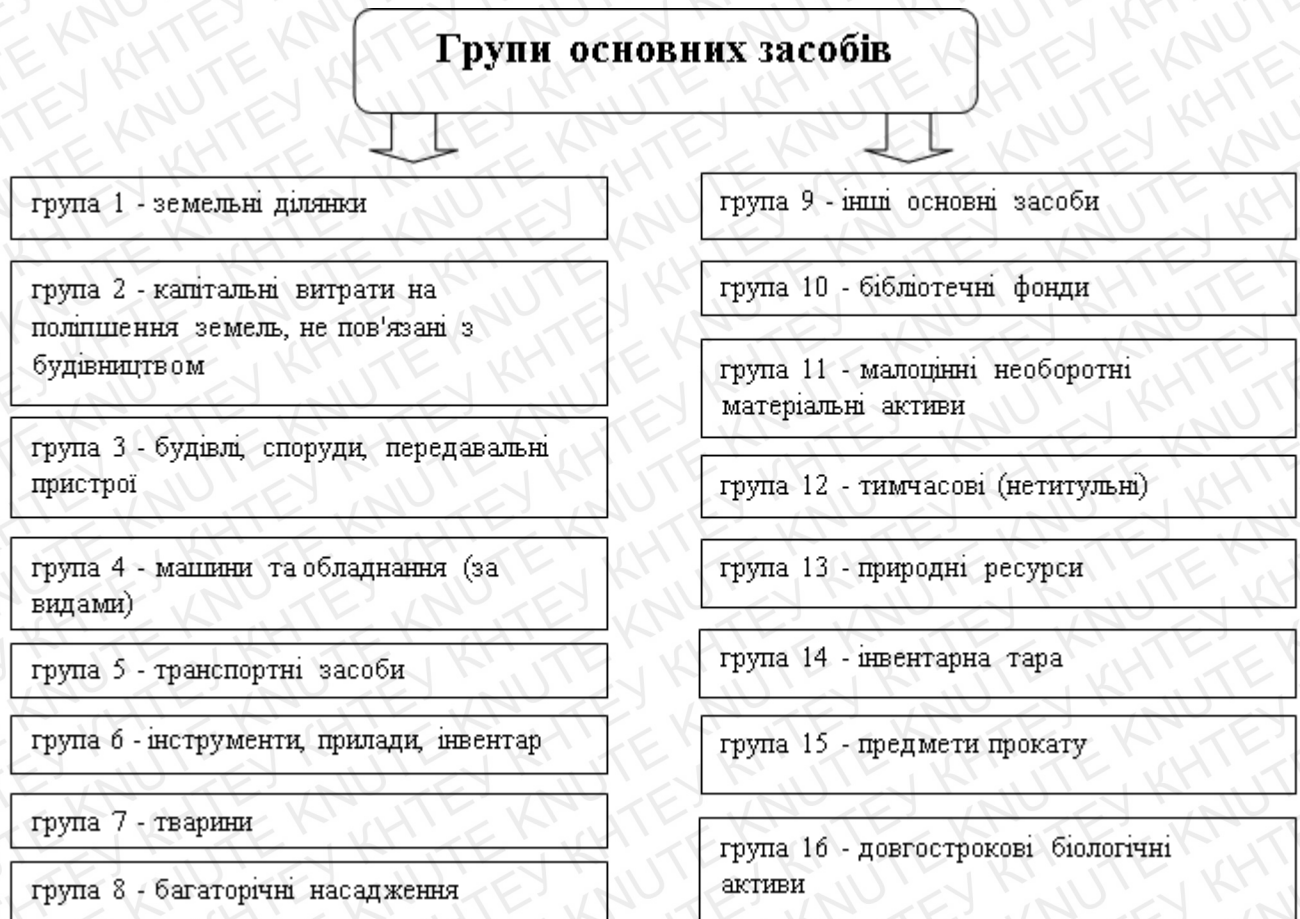 Групи основних засобів
група 1 - земельні ділянки
група 2 - капітальні витрати на
поліпшення земель, не пов'язані з
будівництвом
група 3 - будівлі, споруди, передавальні
пристрої
група 4 - машини та обладнання (за
видами)
група 5 - транспортні засоби
група 6 - інструменти, прилади, інвентар
група 7 - тварини
група 8 - багаторічні насадження
група 9 - інші основні засоби
група 10 - бібліотечні фонди
група 11 - малоцінні необоротні
матеріальні активи
група 12 - тимчасові (нетитульні)
група 13 - природні ресурси
група 14 - інвентарна тара
група 15 - предмети прокату
група 16 - довгострокові біологічні
активи